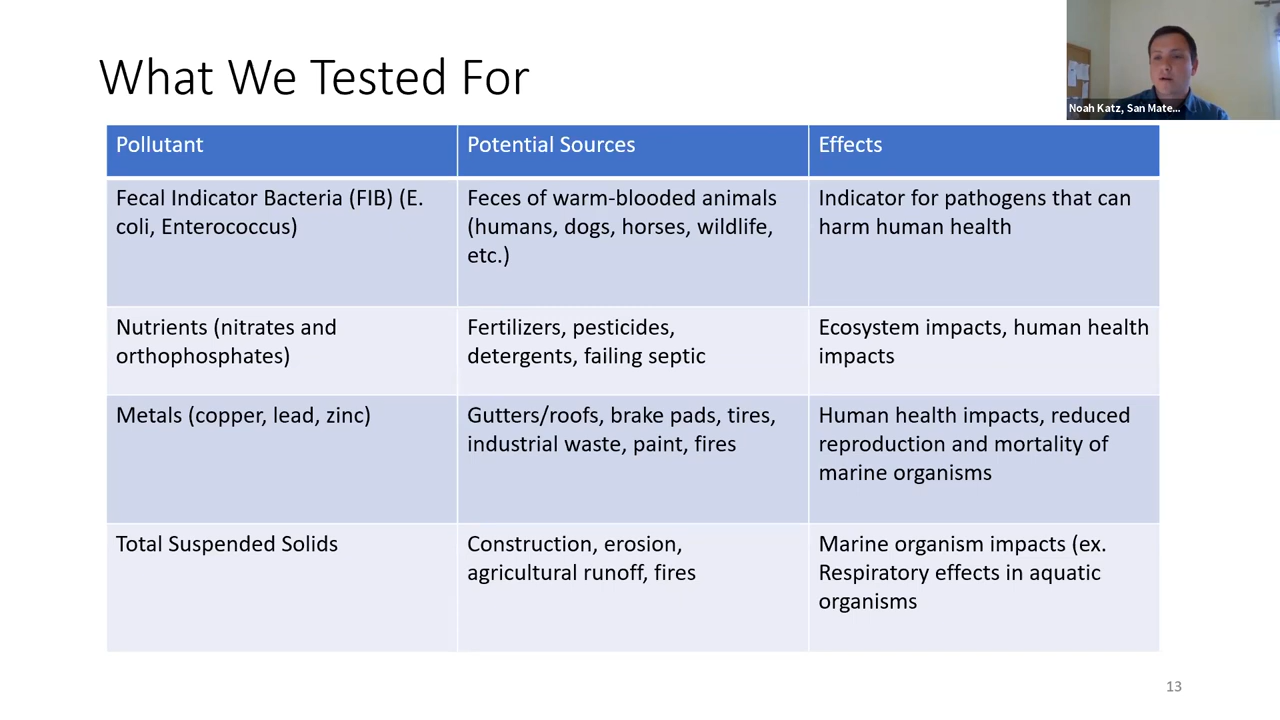 What We Tested For
Noah Katz, San Mate...
Pollutant
Potential Sources
Effects
Fecal Indicator Bacteria (FIB) (E.
coli, Enterococcus)
Feces of warm-blooded animals
(humans, dogs, horses, wildlife,
etc.)
Indicator for pathogens that can
harm human health
Nutrients (nitrates and
orthophosphates)
Fertilizers, pesticides,
detergents, failing septic
Ecosystem impacts, human health
impacts
Metals (copper, lead, zinc)
Gutters/roofs, brake pads, tires,
industrial waste, paint, fires
Human health impacts, reduced
reproduction and mortality of
marine organisms
Total Suspended Solids
Construction, erosion,
agricultural runoff, fires
Marine organism impacts (ex.
Respiratory effects in aquatic
organisms
13